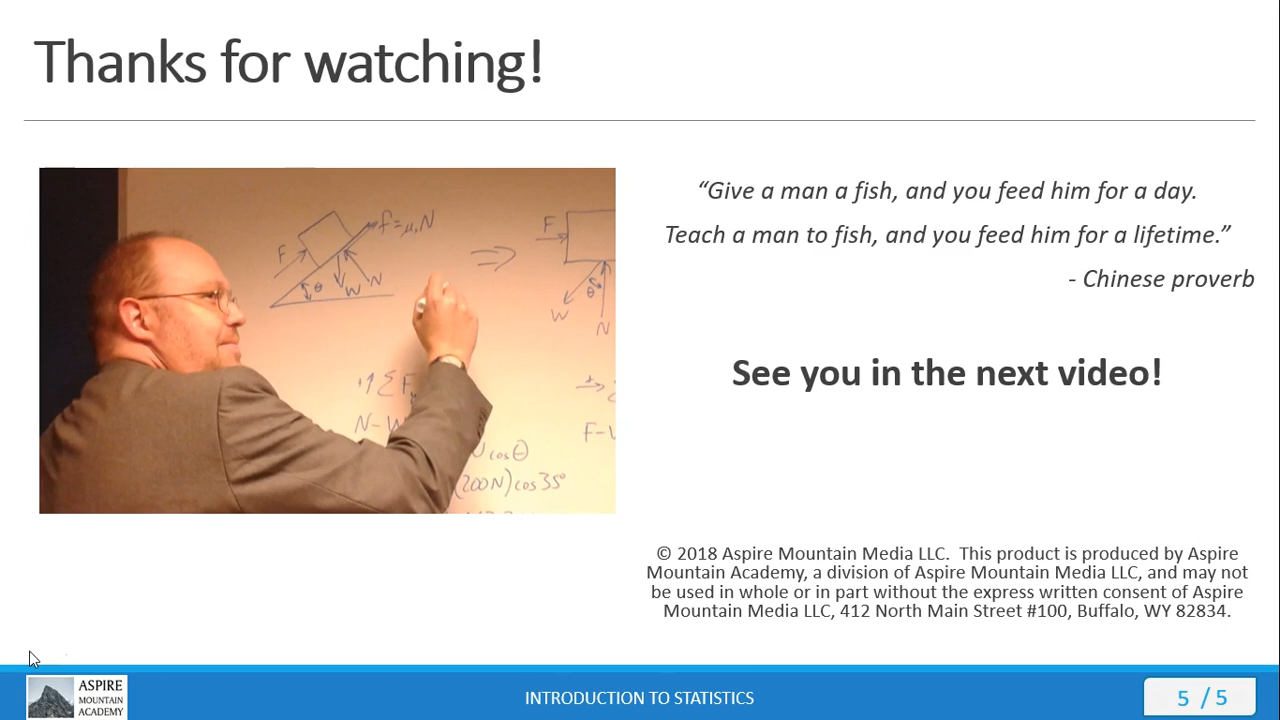 Thanks for watching!
“Give a man a fish, and you feed him for a day.
Teach a man to fish, and you feed him for a lifetime.”
- Chinese proverb
See you in the next video!
F
θ
W
N
f=μₛN
⇒
F
W
θ
N
N-W
F-
cosθ
(200N)cos35°
© 2018 Aspire Mountain Media LLC.  This product is produced by Aspire
Mountain Academy, a division of Aspire Mountain Media LLC, and may not
be used in whole or in part without the express written consent of Aspire
Mountain Media LLC, 412 North Main Street #100, Buffalo, WY 82834.
ASPIRE
MOUNTAIN
ACADEMY
INTRODUCTION TO STATISTICS
5 / 5